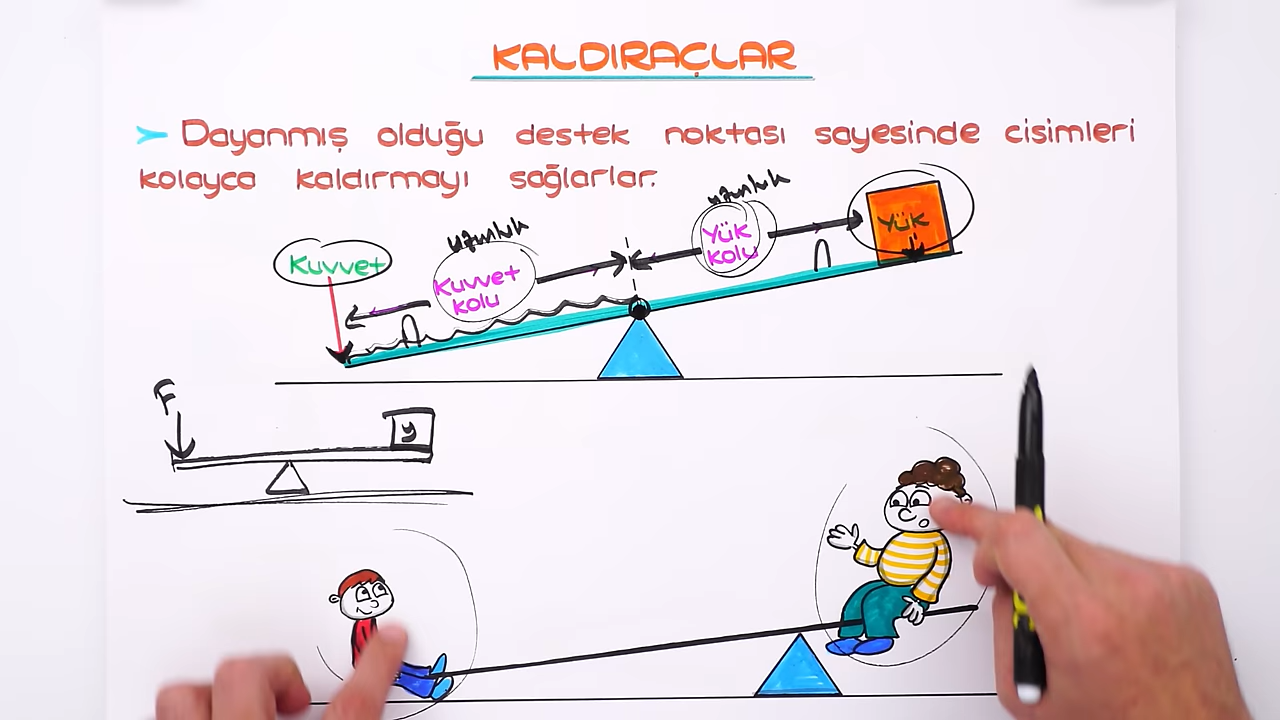 KALDIRAÇLAR
➤ Dayanmış olduğu destek noktası sayesinde cisimleri
kolayca kaldırmayı sağlarlar.
uzunluk
uzunluk
Yük
Yük
kolu
Kuvvet
Kuvvet
kolu
F
y